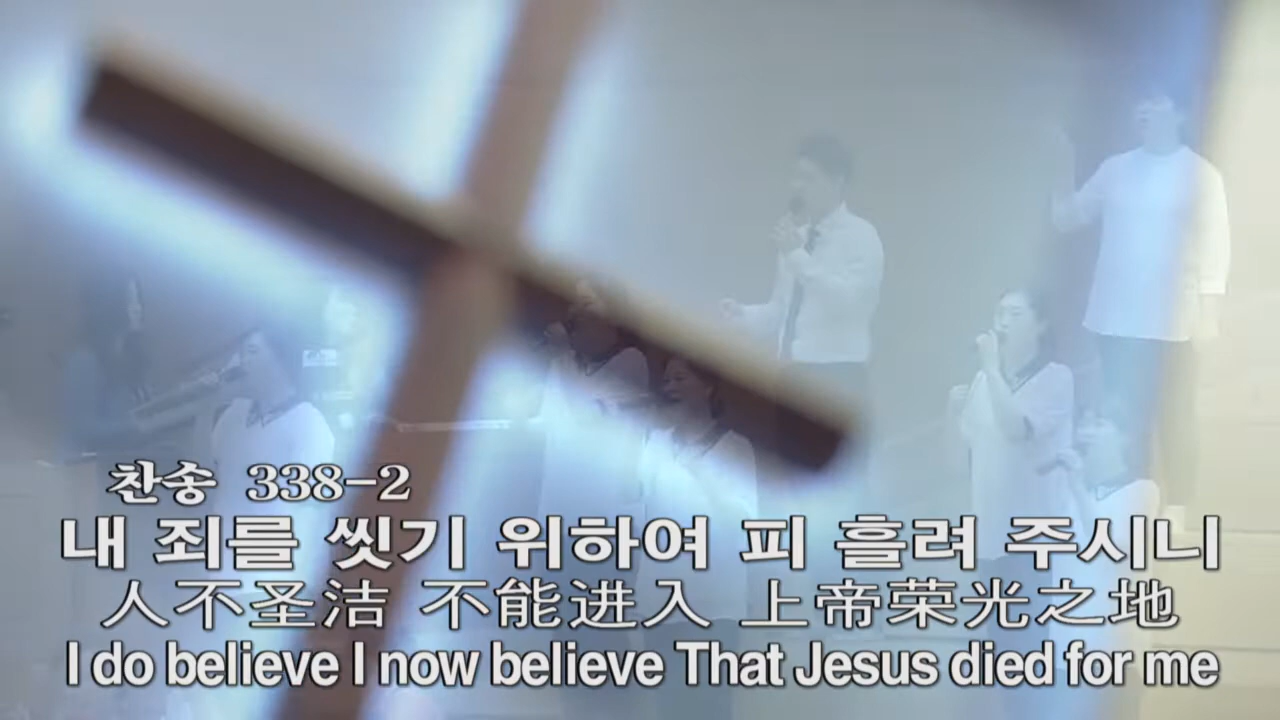 찬송 338-2
내 죄를 씻기 위하여 피 흘려 주시니
人不圣洁 不能进入 上帝荣光之地
I do believe I now believe That Jesus died for me